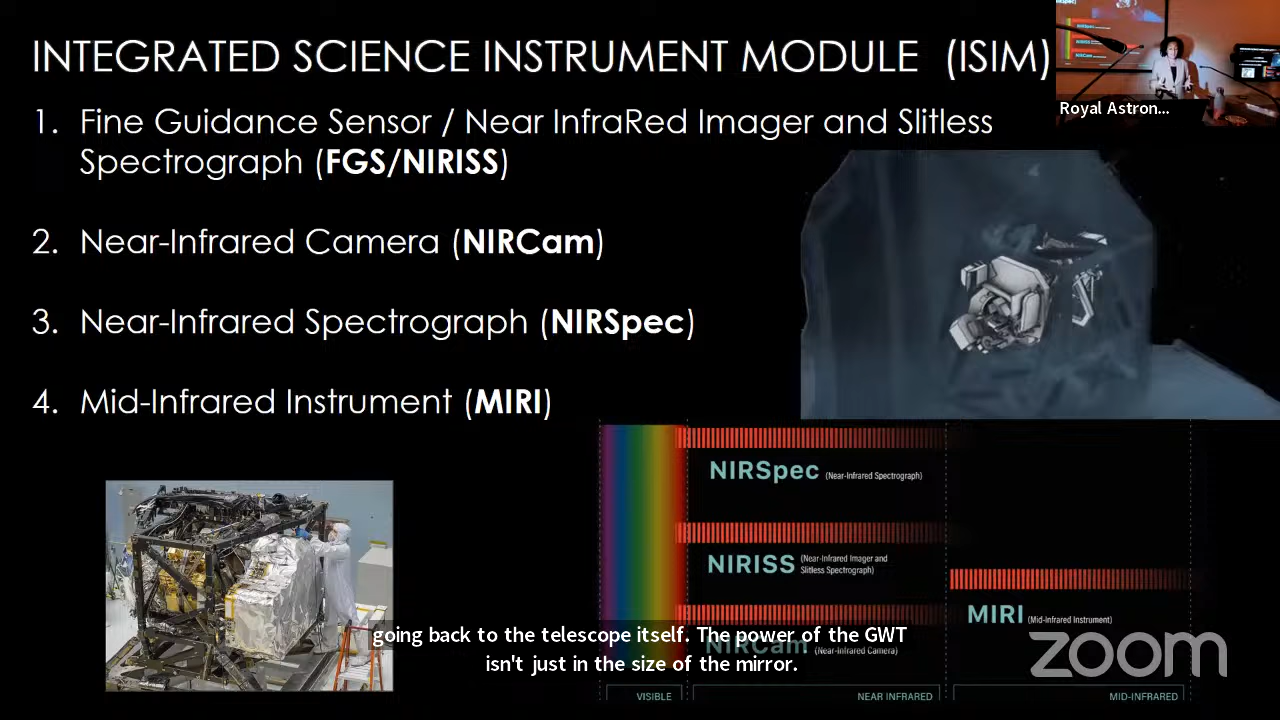 INTEGRATED SCIENCE INSTRUMENT MODULE (ISIM)
Royal Astron...
1. Fine Guidance Sensor / Near InfraRed Imager and Slitless
Spectrograph (FGS/NIRISS)
2. Near-Infrared Camera (NIRCam)
3. Near-Infrared Spectrograph (NIRSpec)
4. Mid-Infrared Instrument (MIRI)
NIRSpec (Near-Infrared Spectrograph)
NIRISS (Near-Infrared Imager and
Slitless Spectrograph)
MIRI (Mid-Infrared Instrument)
NIRCam (Near-Infrared Camera)
going back to the telescope itself. The power of the GWT
isn't just in the size of the mirror.
zoom
VISIBLE
NEAR INFRARED
MID-INFRARED